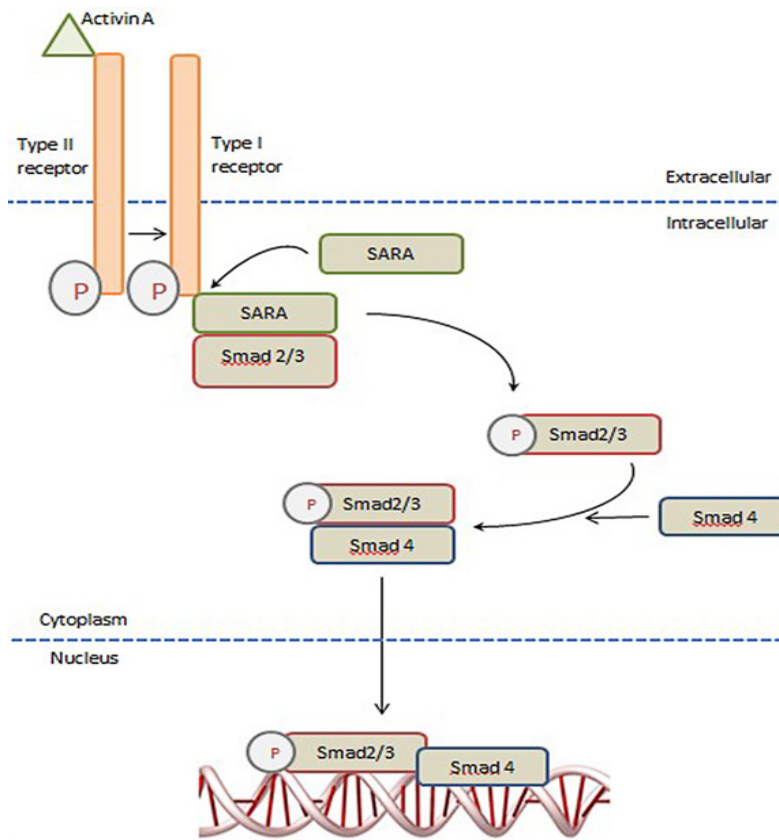 Activin A
Type II
receptor
Type I
receptor
Extracellular
Intracellular
SARA
P
P
SARA
Smad 2/3
P
Smad2/3
P
Smad2/3
Smad 4
Smad 4
Cytoplasm
Nucleus
P
Smad2/3
Smad 4